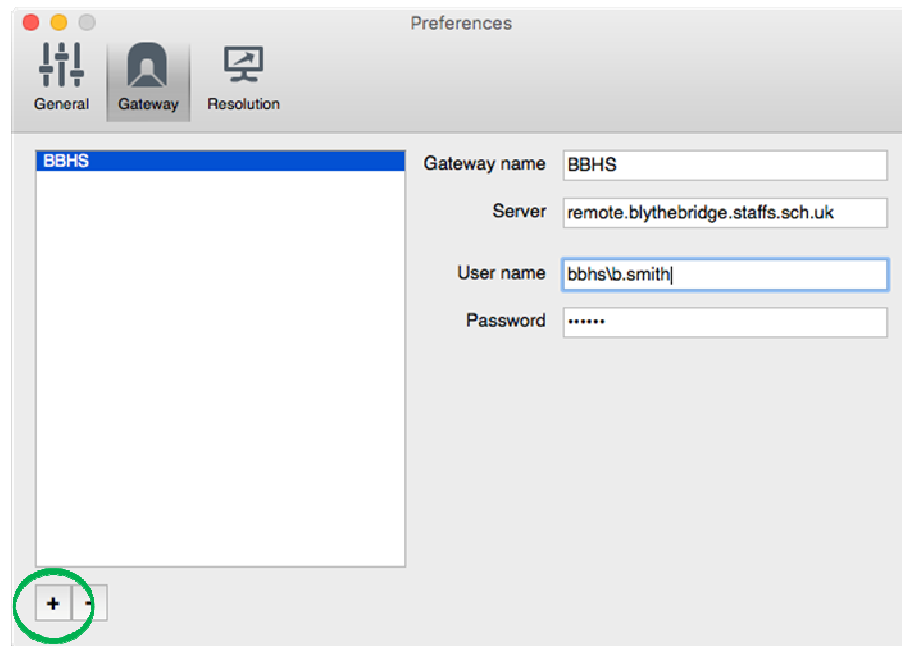 Preferences
General Gateway Resolution
BBHS
Gateway name BBHS
Server remote.blythebridge.staffs.sch.uk
User name bbhs\b.smith
Password ••••••
+ -